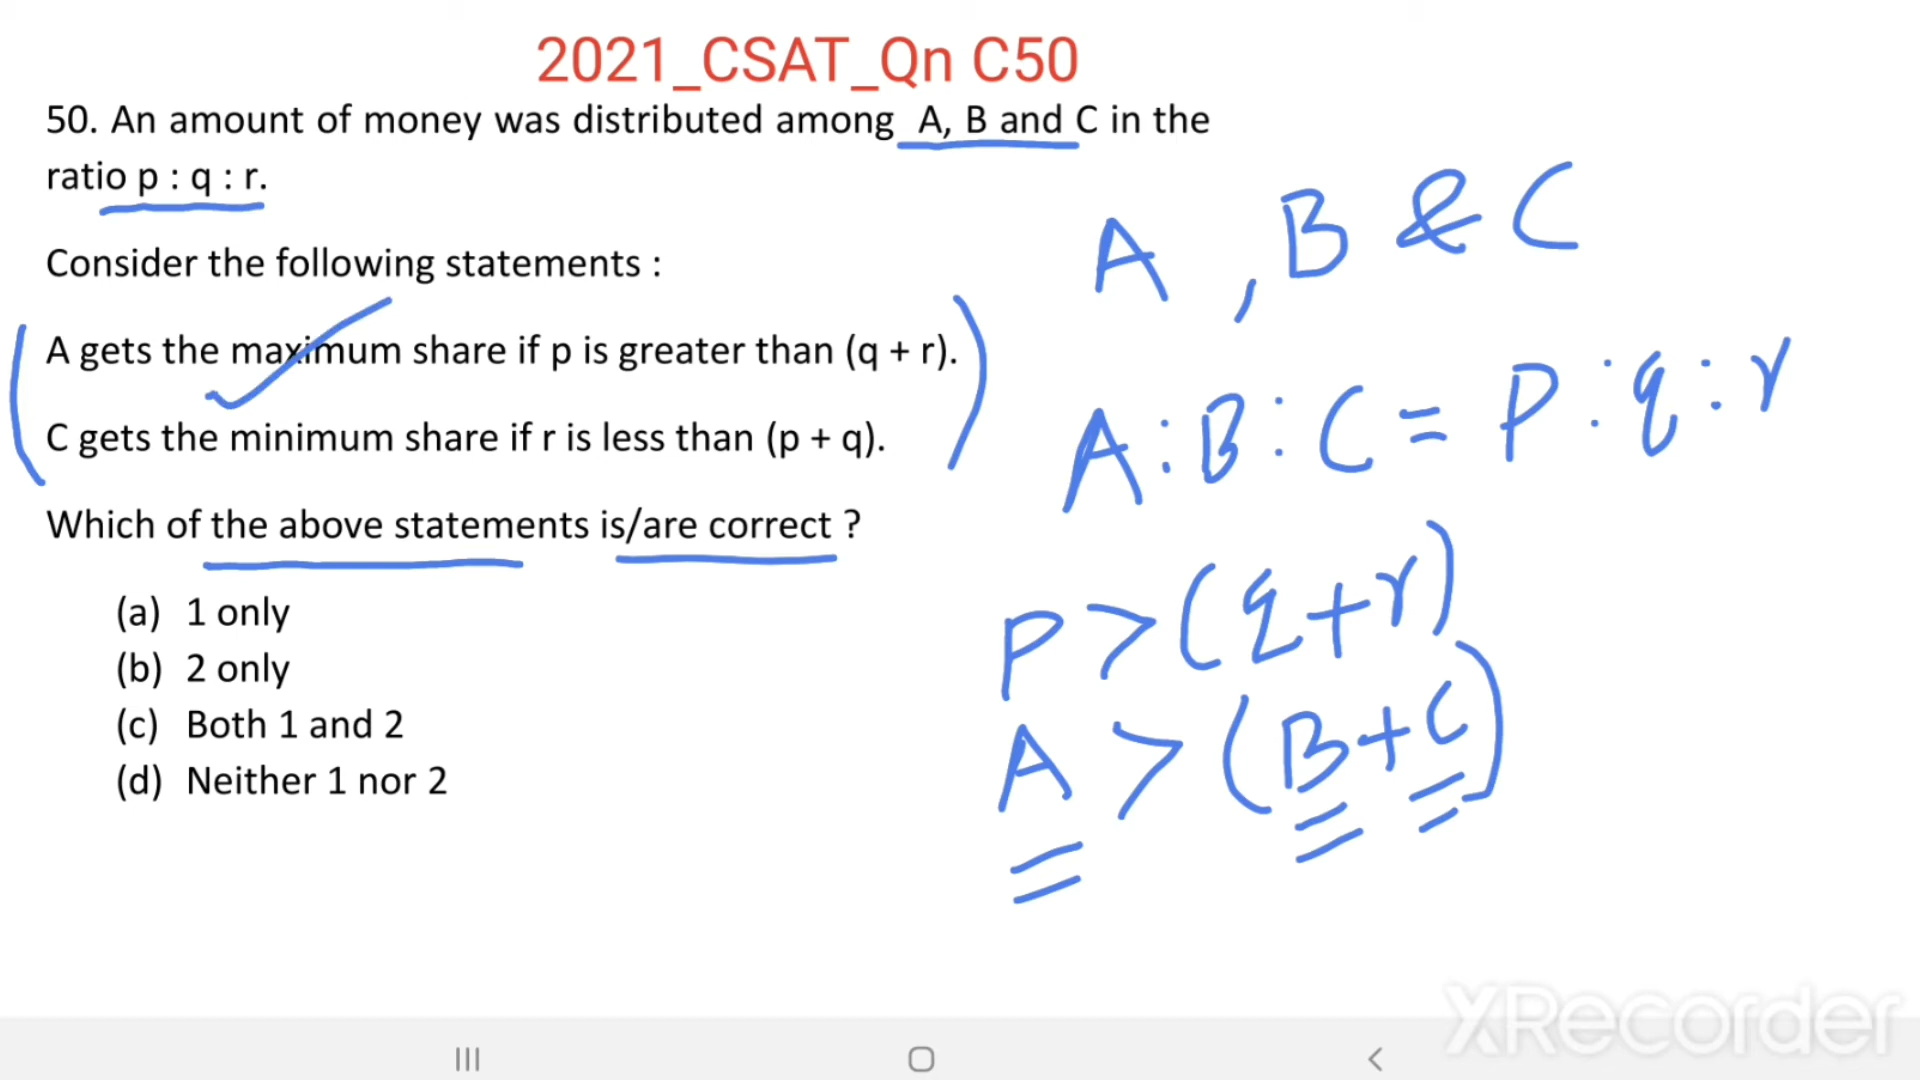 2021_CSAT_Qn C50
50. An amount of money was distributed among A, B and C in the
ratio p : q : r.
Consider the following statements :
A gets the maximum share if p is greater than (q + r).
C gets the minimum share if r is less than (p + q).
Which of the above statements is/are correct ?
(a) 1 only
(b) 2 only
(c) Both 1 and 2
(d) Neither 1 nor 2
A , B & C
A : B : C = P : q : r
P > (q + r)
A > (B + C)
XRecorder